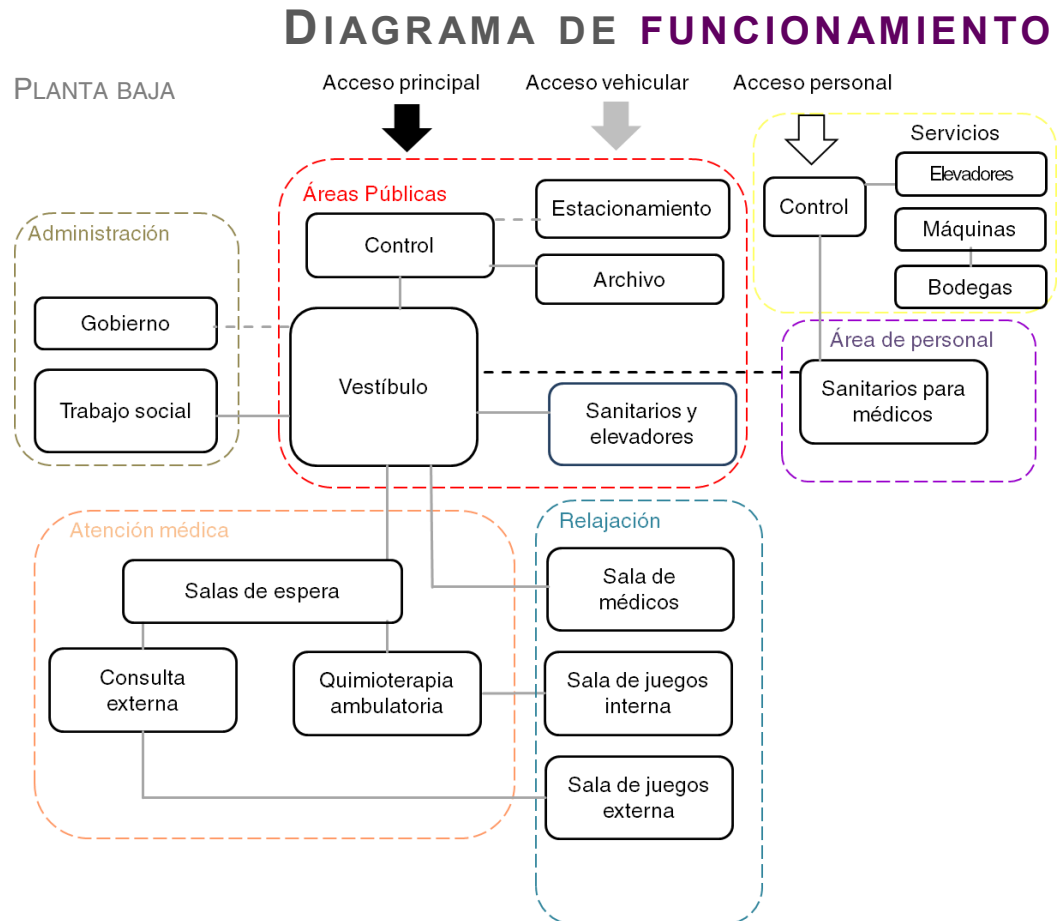 DIAGRAMA DE FUNCIONAMIENTO
PLANTA BAJA
Acceso principal
Acceso vehicular
Acceso personal
Servicios
Elevadores
Control
Máquinas
Bodegas
Áreas Públicas
Estacionamiento
Control
Archivo
Administración
Gobierno
Trabajo social
Vestíbulo
Sanitarios y
elevadores
Área de personal
Sanitarios para
médicos
Atención médica
Salas de espera
Consulta
externa
Quimioterapia
ambulatoria
Relajación
Sala de
médicos
Sala de juegos
interna
Sala de juegos
externa